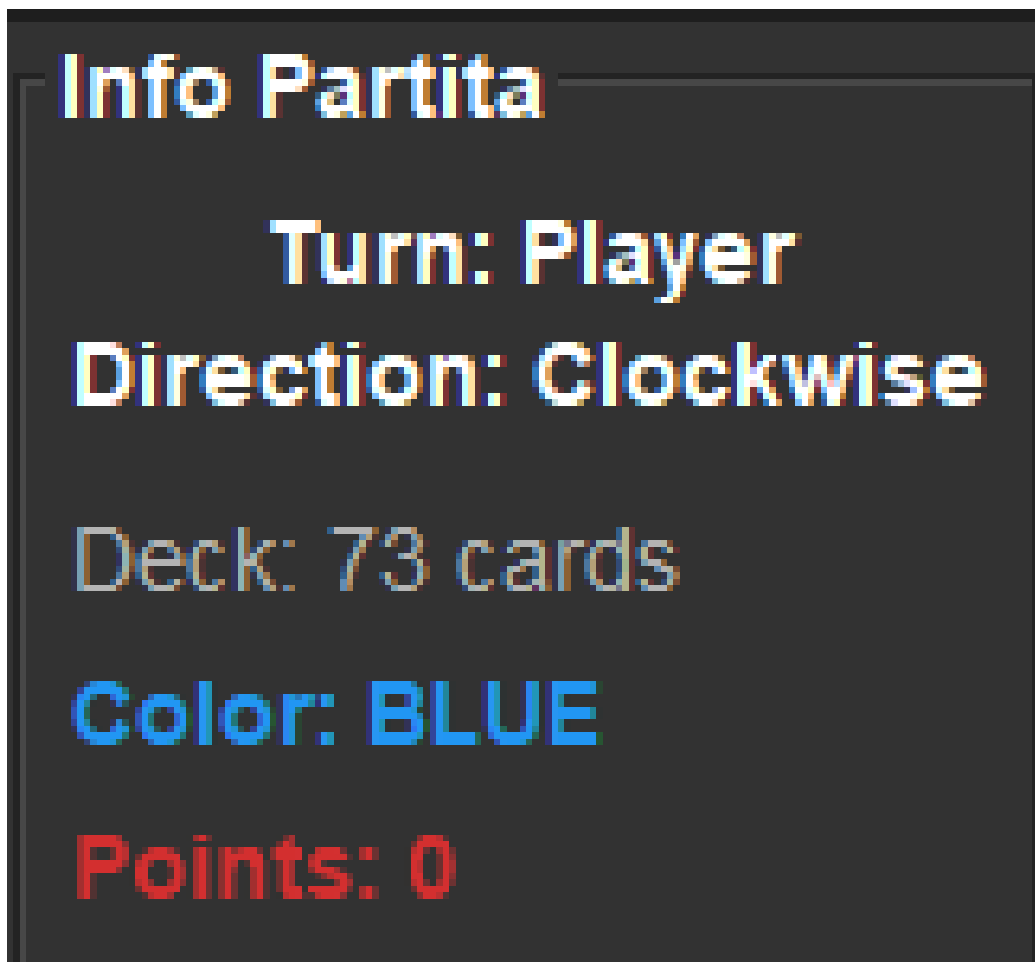 Info Partita
Turn: Player
Direction: Clockwise
Deck: 73 cards
Color: BLUE
Points: 0